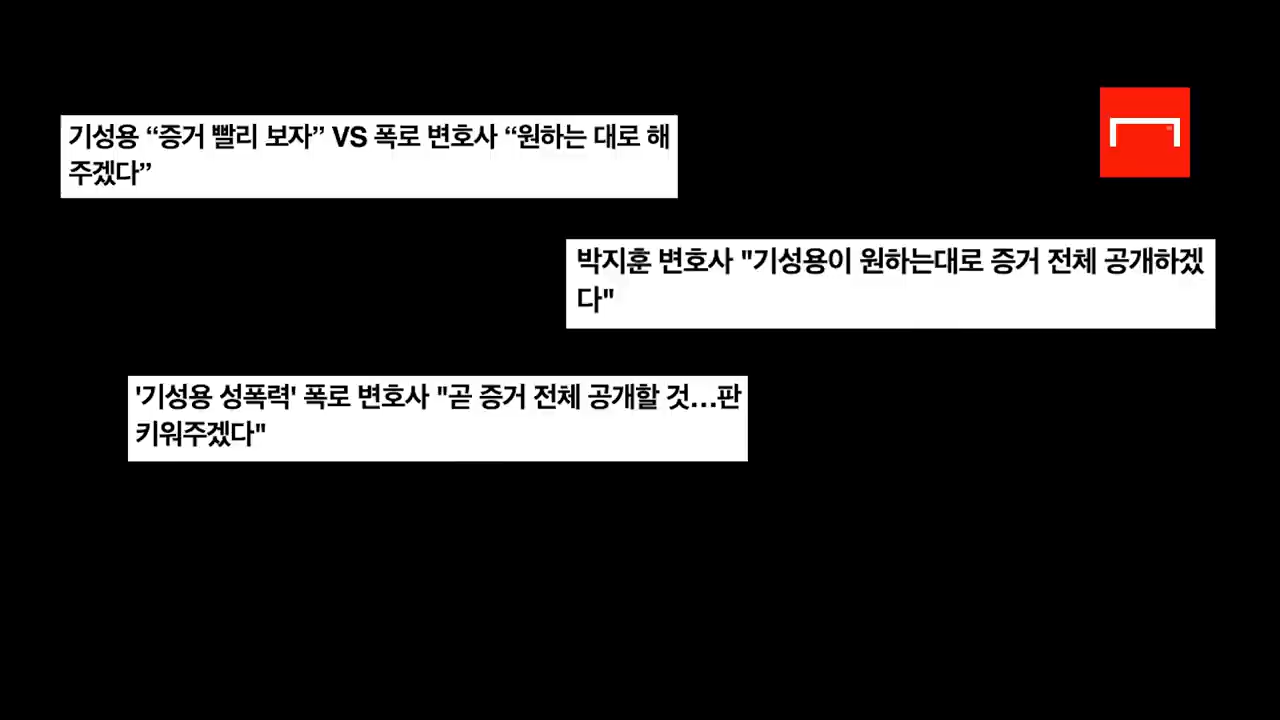 기성용 “증거 빨리 보자” VS 폭로 변호사 “원하는 대로 해
주겠다”
박지훈 변호사 "기성용이 원하는대로 증거 전체 공개하겠
다"
'기성용 성폭력' 폭로 변호사 "곧 증거 전체 공개할 것...판
키워주겠다"